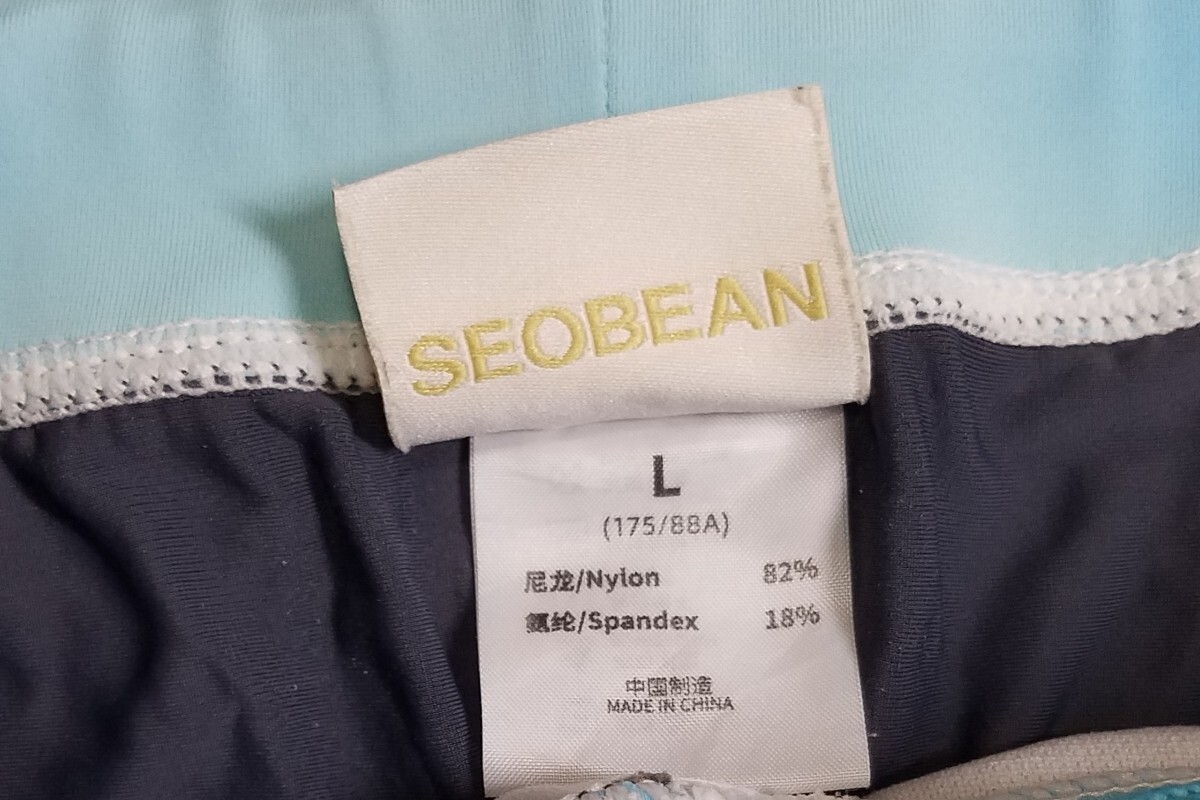 SEOBEAN
L
(175/88A)
尼龙/Nylon 82%
氨纶/Spandex 18%
中国制造
MADE IN CHINA